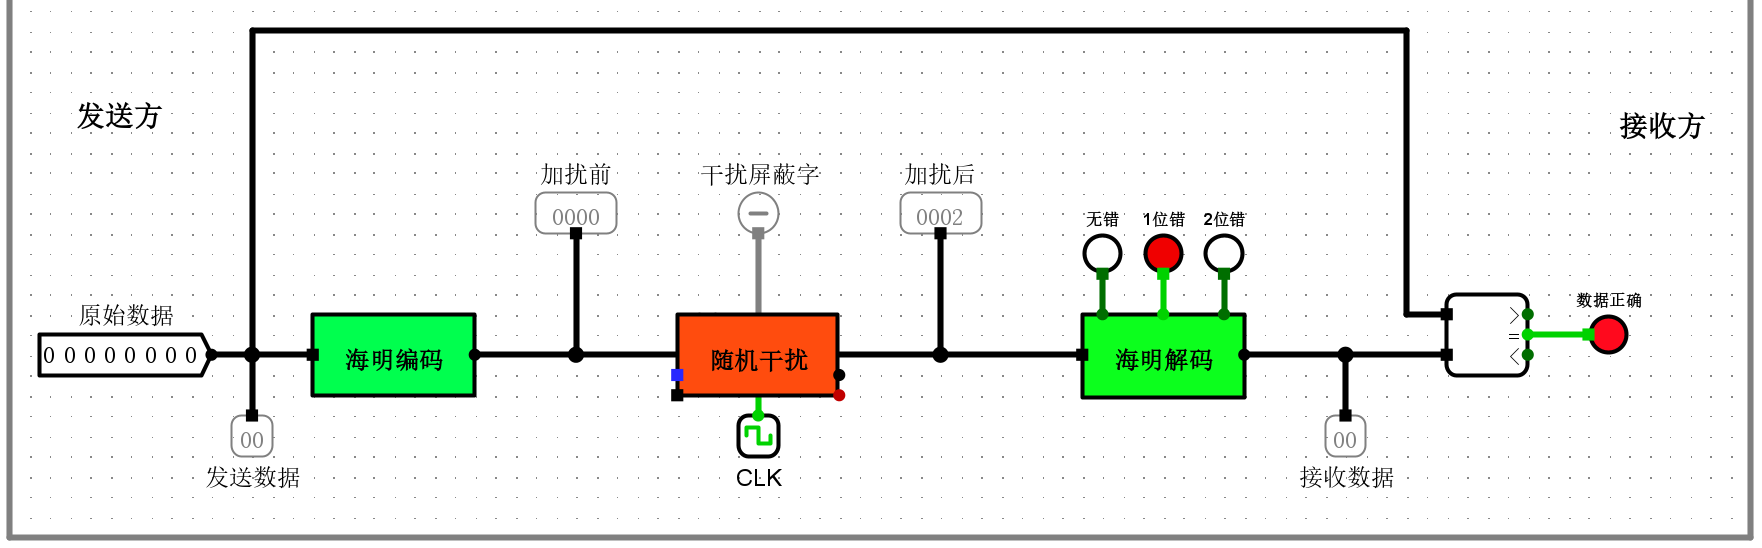 发送方
接收方
加扰前
干扰屏蔽字
加扰后
0000
0002
无错
1位错
2位错
原始数据
数据正确
0 0 0 0 0 0 0 0
海明编码
随机干扰
海明解码
>
=
<
00
00
发送数据
CLK
接收数据